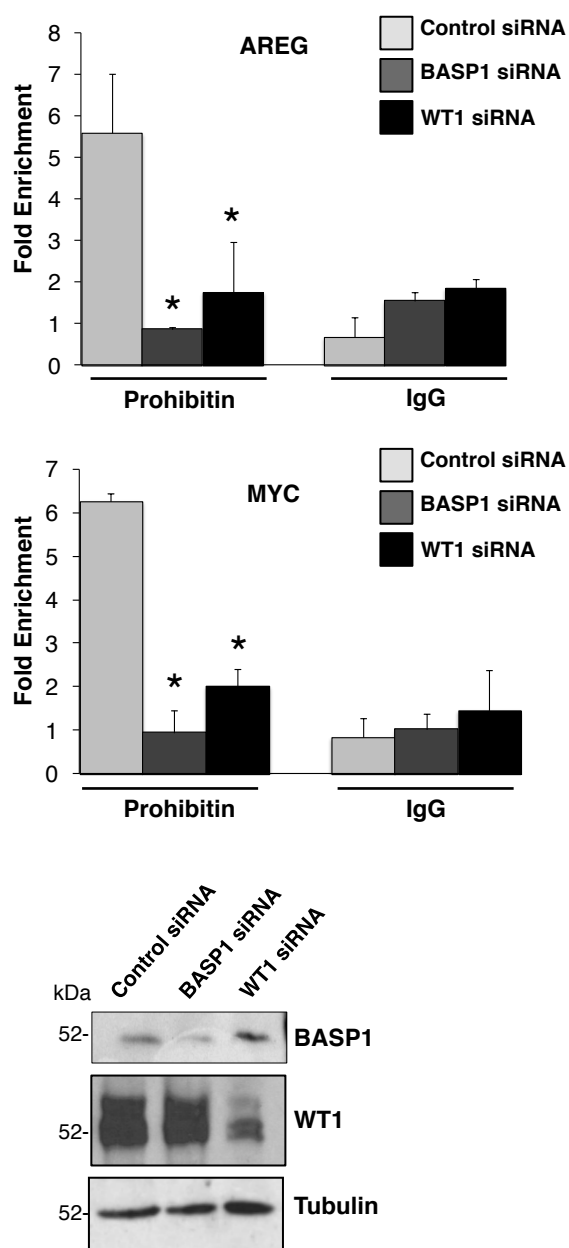 AREG
Control siRNA
BASP1 siRNA
WT1 siRNA
Fold Enrichment
8
7
6
5
4
3
2
1
0
*
*
Prohibitin
IgG
MYC
Control siRNA
BASP1 siRNA
WT1 siRNA
Fold Enrichment
7
6
5
4
3
2
1
0
*
*
Prohibitin
IgG
Control siRNA
BASP1 siRNA
WT1 siRNA
kDa
52-
BASP1
52-
WT1
52-
Tubulin